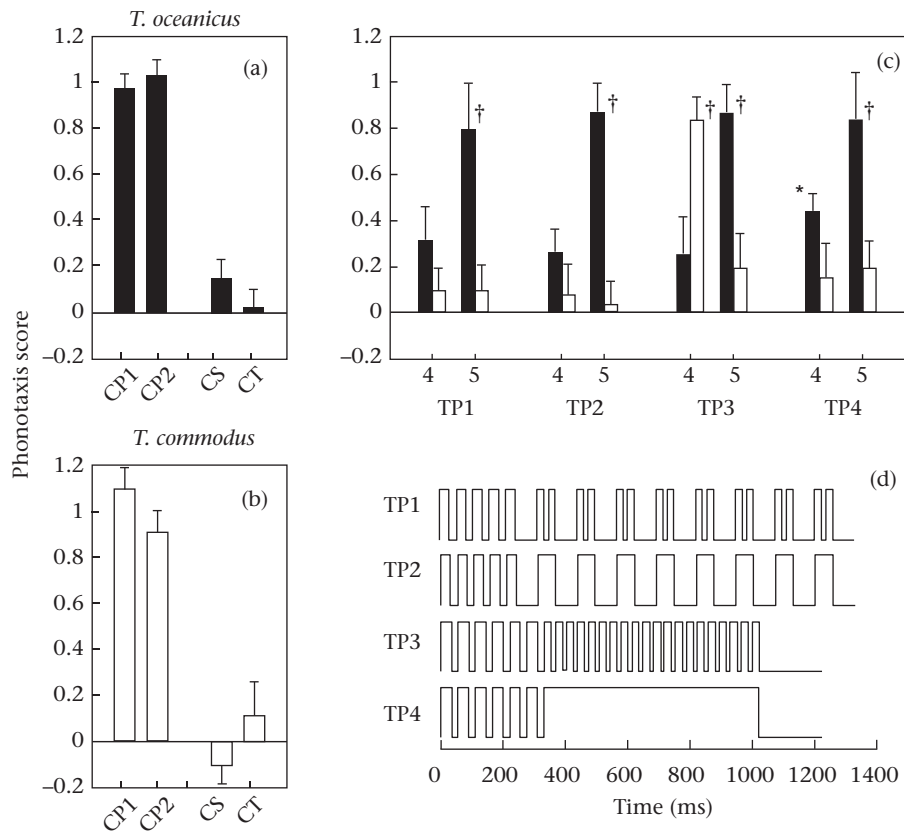 T. oceanicus
1.2
1
0.8
0.6
0.4
0.2
0
–0.2
(a)
CP1 CP2 CS CT
1.2
1
0.8
0.6
0.4
0.2
0
–0.2
(c)
† † † † *†
4 5 4 5 4 5 4 5
TP1 TP2 TP3 TP4
Phonotaxis score
T. commodus
1.2
1
0.8
0.6
0.4
0.2
0
–0.2
(b)
CP1 CP2 CS CT
(d)
TP1
TP2
TP3
TP4
0 200 400 600 800 1000 1200 1400
Time (ms)